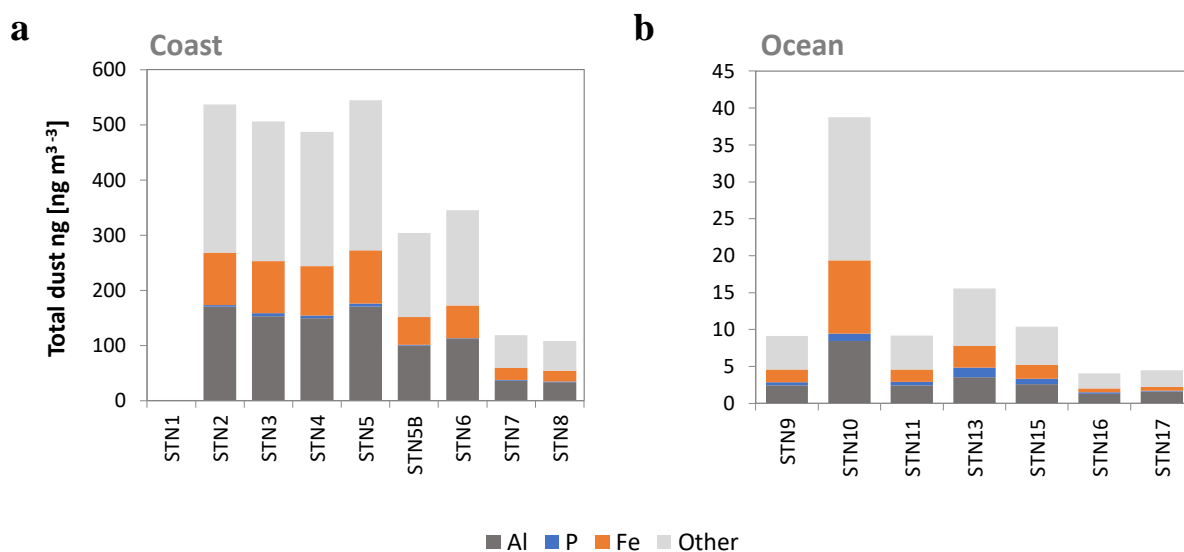 a
Coast
Total dust ng [ng m³⁻³]
600
500
400
300
200
100
0
STN1
STN2
STN3
STN4
STN5
STN5B
STN6
STN7
STN8
b
Ocean
45
40
35
30
25
20
15
10
5
0
STN9
STN10
STN11
STN13
STN15
STN16
STN17
Al P Fe Other